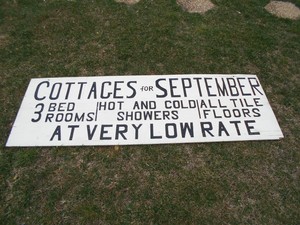 COTTAGES FOR SEPTEMBER
3 BED ROOMS | HOT AND COLD SHOWERS | ALL TILE FLOORS
AT VERY LOW RATE